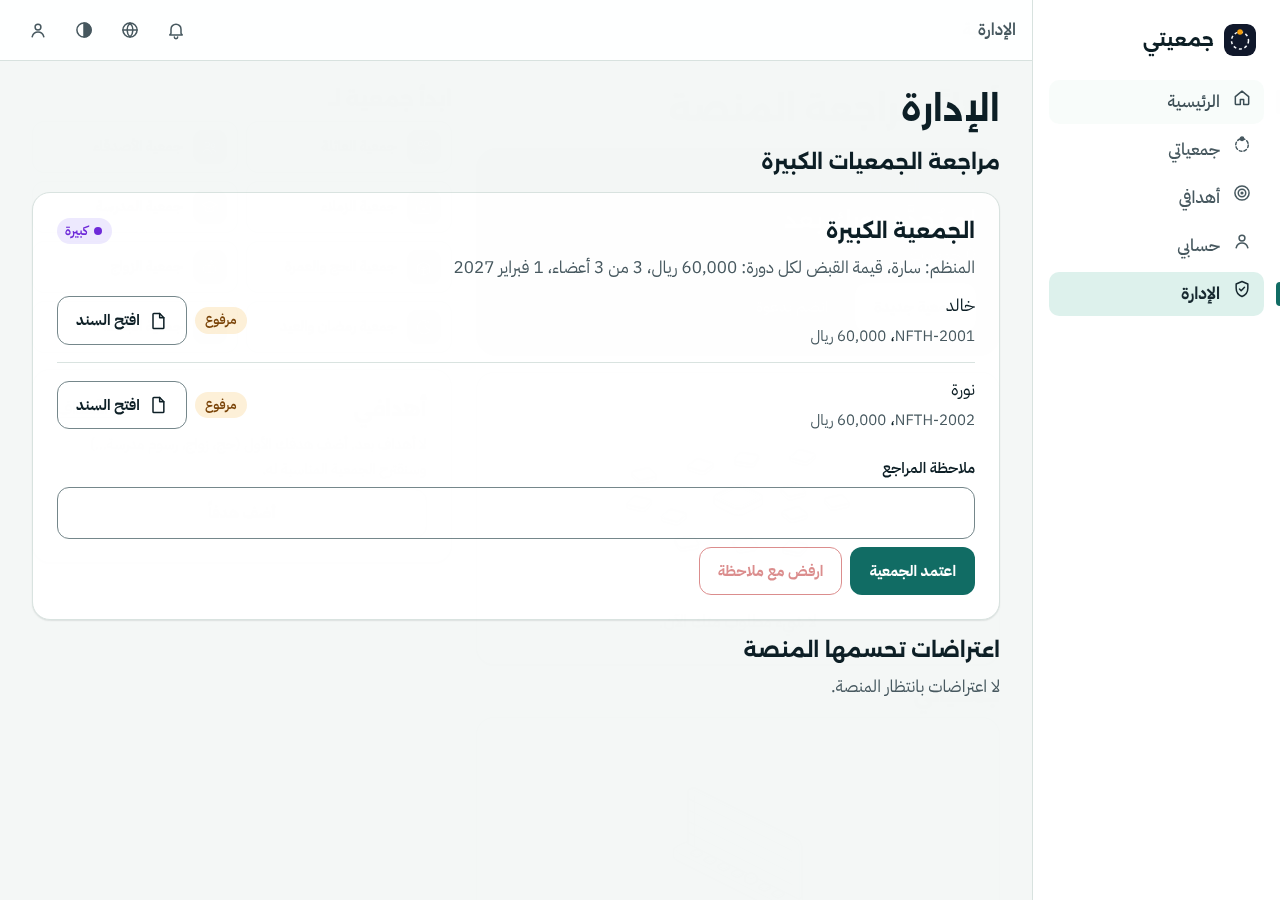 جمعيتي
الرئيسية
جمعياتي
أهدافي
حسابي
الإدارة
الإدارة
الإدارة
مراجعة الجمعيات الكبيرة
الجمعية الكبيرة
كبيرة
المنظم: سارة، قيمة القبض لكل دورة: 60,000 ريال، 3 من 3 أعضاء، 1 فبراير 2027
خالد
NFTH-2001، 60,000 ريال
مرفوع
افتح السند
نورة
NFTH-2002، 60,000 ريال
مرفوع
افتح السند
ملاحظة المراجع
اعتمد الجمعية
ارفض مع ملاحظة
اعتراضات تحسمها المنصة
لا اعتراضات بانتظار المنصة.